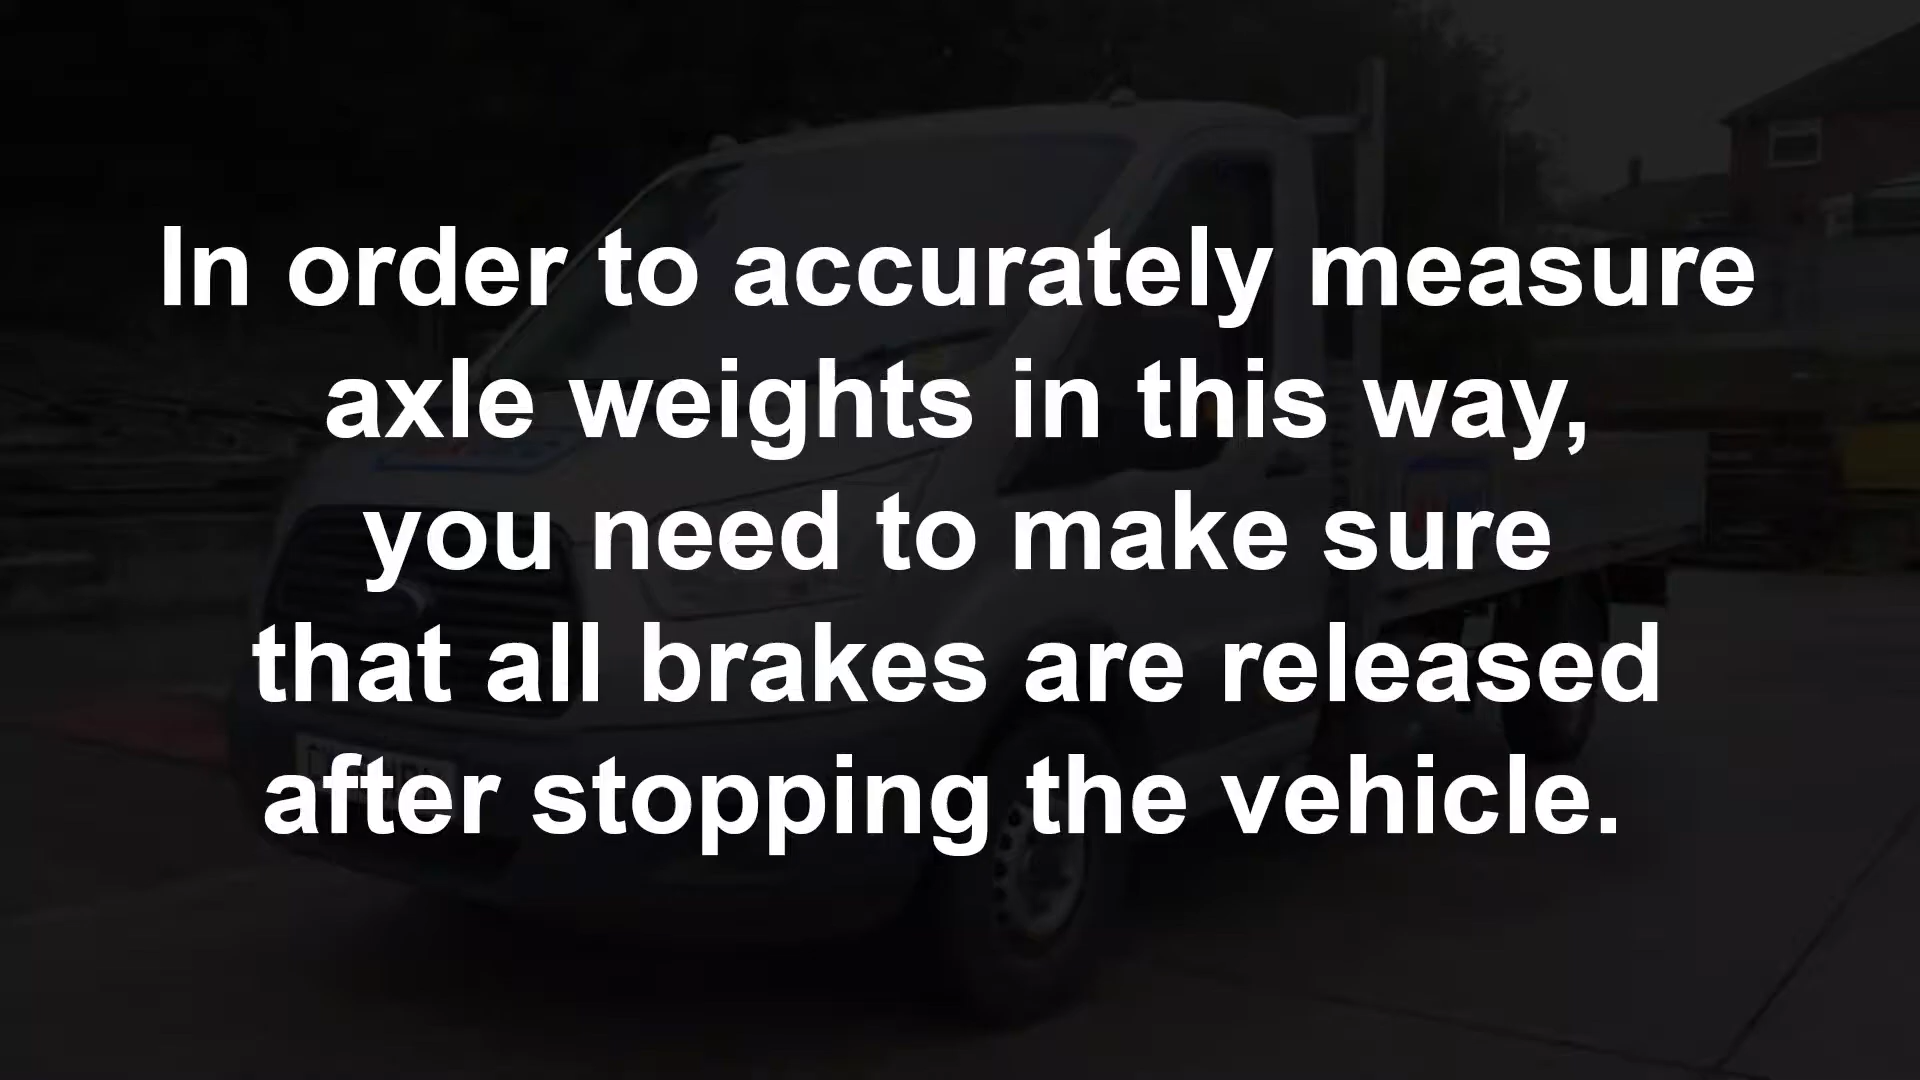 In order to accurately measure
axle weights in this way,
you need to make sure
that all brakes are released
after stopping the vehicle.